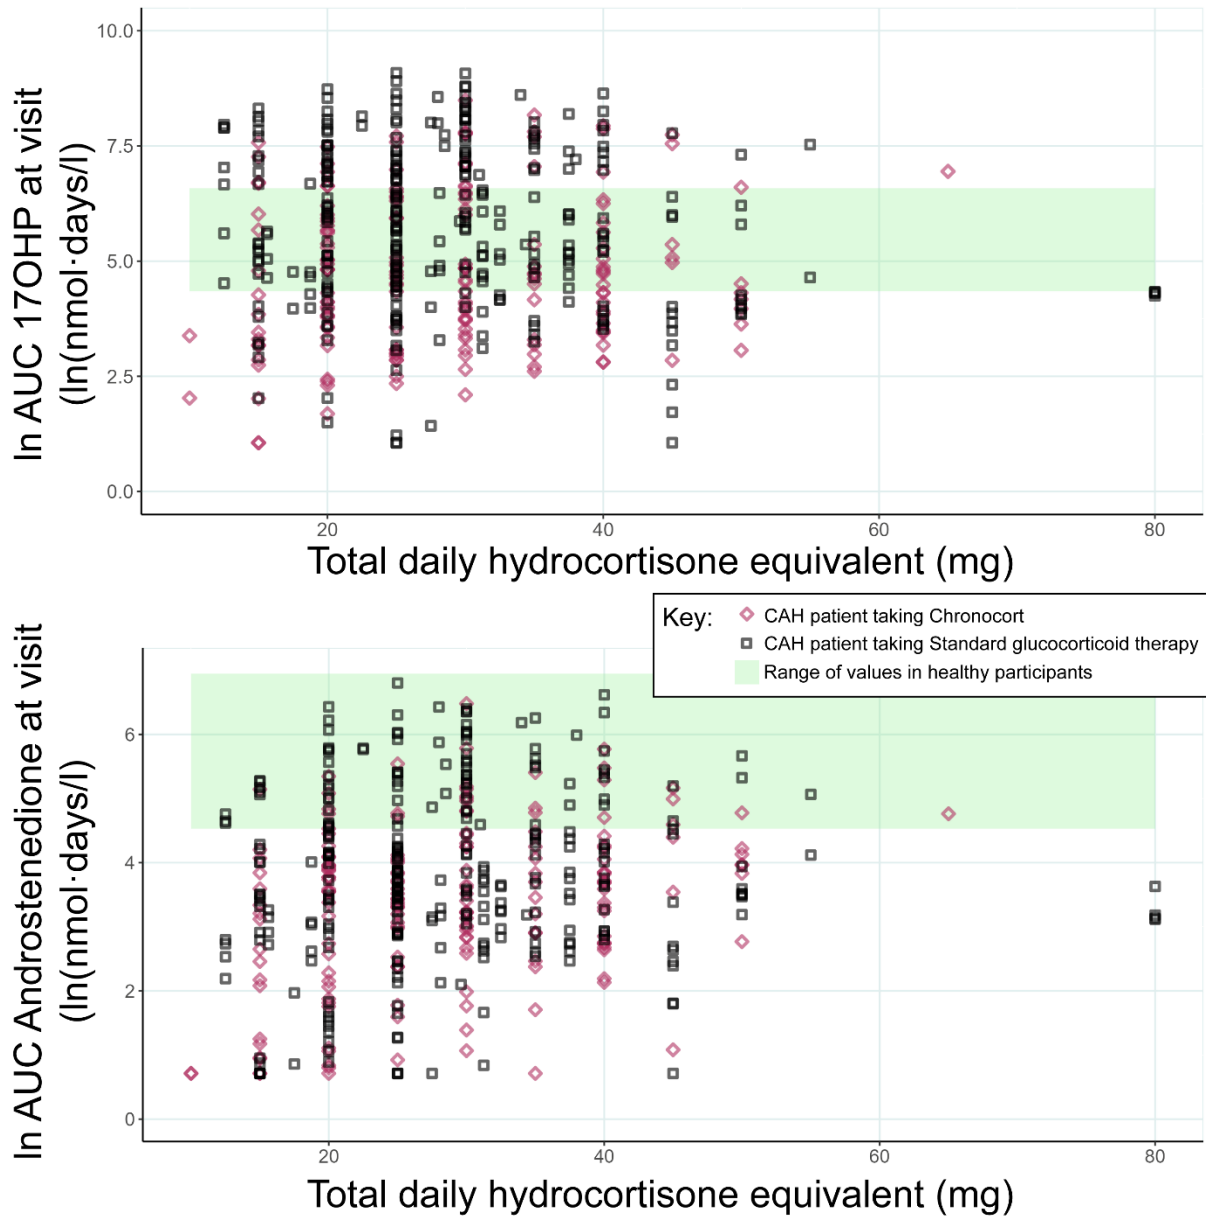 ln AUC 17OHP at visit
(ln(nmol·days/l)
10.0
7.5
5.0
2.5
0.0
20
40
60
80
Total daily hydrocortisone equivalent (mg)
Key:
CAH patient taking Chronocort
CAH patient taking Standard glucocorticoid therapy
Range of values in healthy participants
ln AUC Androstenedione at visit
(ln(nmol·days/l)
6
4
2
0
20
40
60
80
Total daily hydrocortisone equivalent (mg)